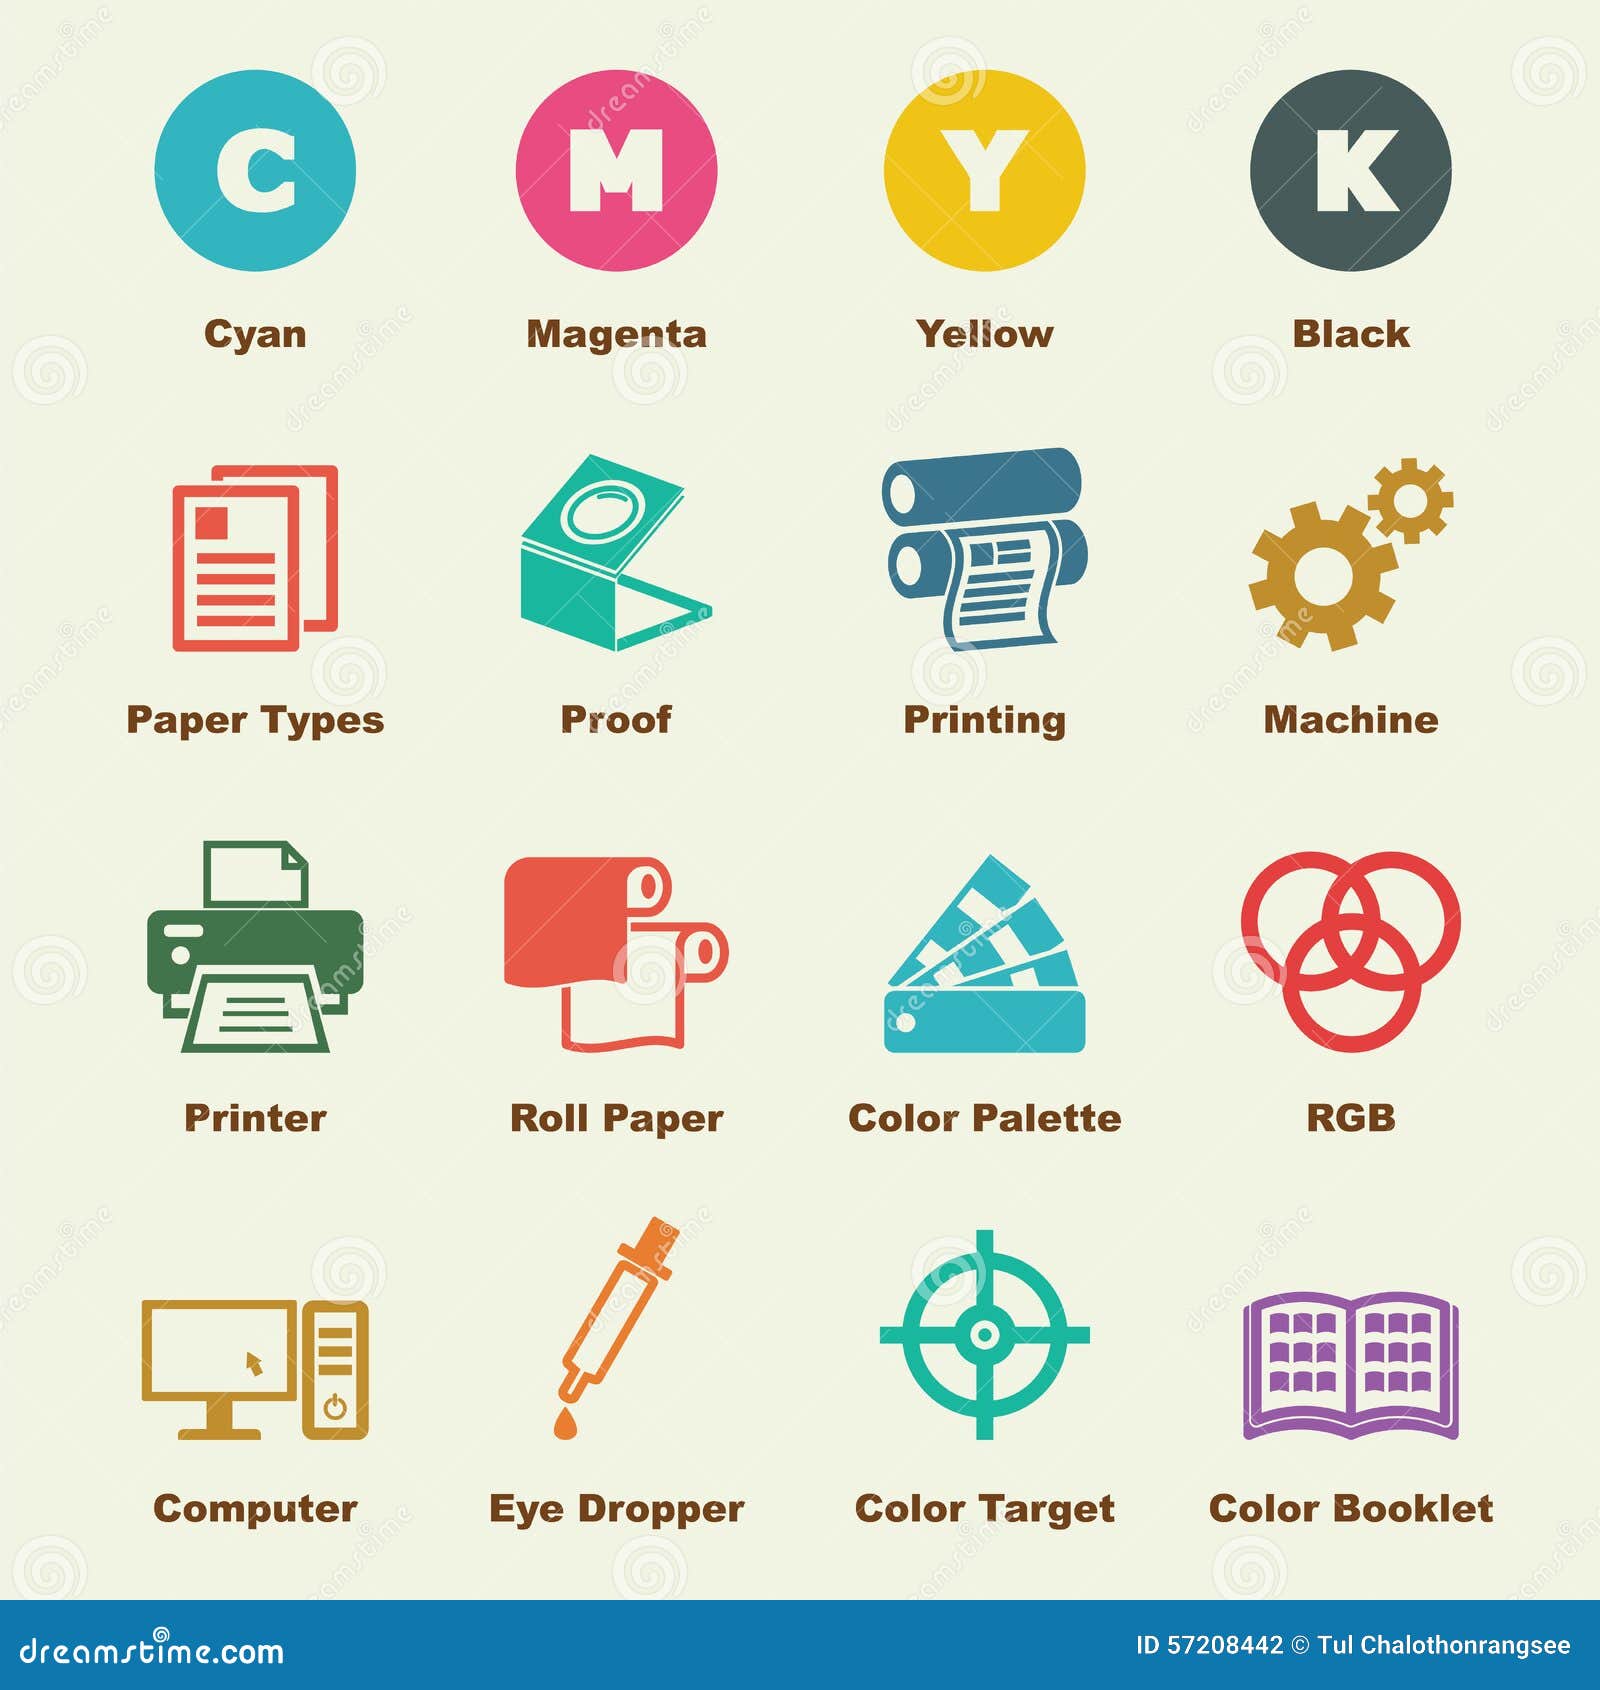 C M Y K
Cyan Magenta Yellow Black
Paper Types Proof Printing Machine
Printer Roll Paper Color Palette RGB
Computer Eye Dropper Color Target Color Booklet
dreamstime.com ID 57208442 © Tul Chalothonrangsee